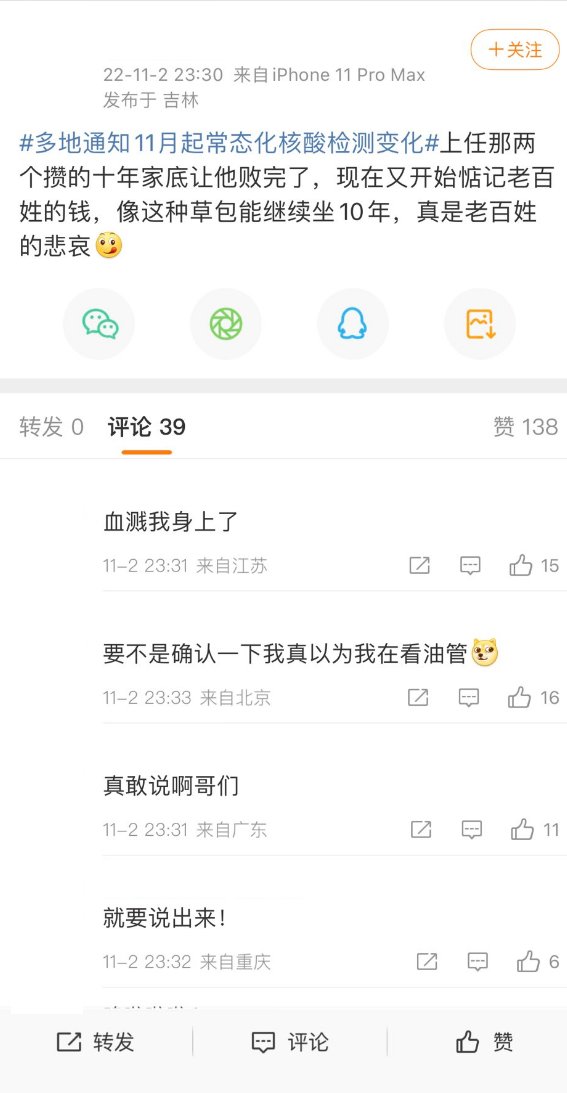 +关注
22-11-2 23:30 来自iPhone 11 Pro Max
发布于 吉林
#多地通知11月起常态化核酸检测变化#上任那两
个攒的十年家底让他败完了，现在又开始惦记老百
姓的钱，像这种草包能继续坐10年，真是老百姓
的悲哀
转发 0 评论 39 赞 138
血溅我身上了
11-2 23:31 来自江苏 15
要不是确认一下我真以为我在看油管
11-2 23:33 来自北京 16
真敢说啊哥们
11-2 23:31 来自广东 11
就要说出来！
11-2 23:32 来自重庆 6
转发 评论 赞